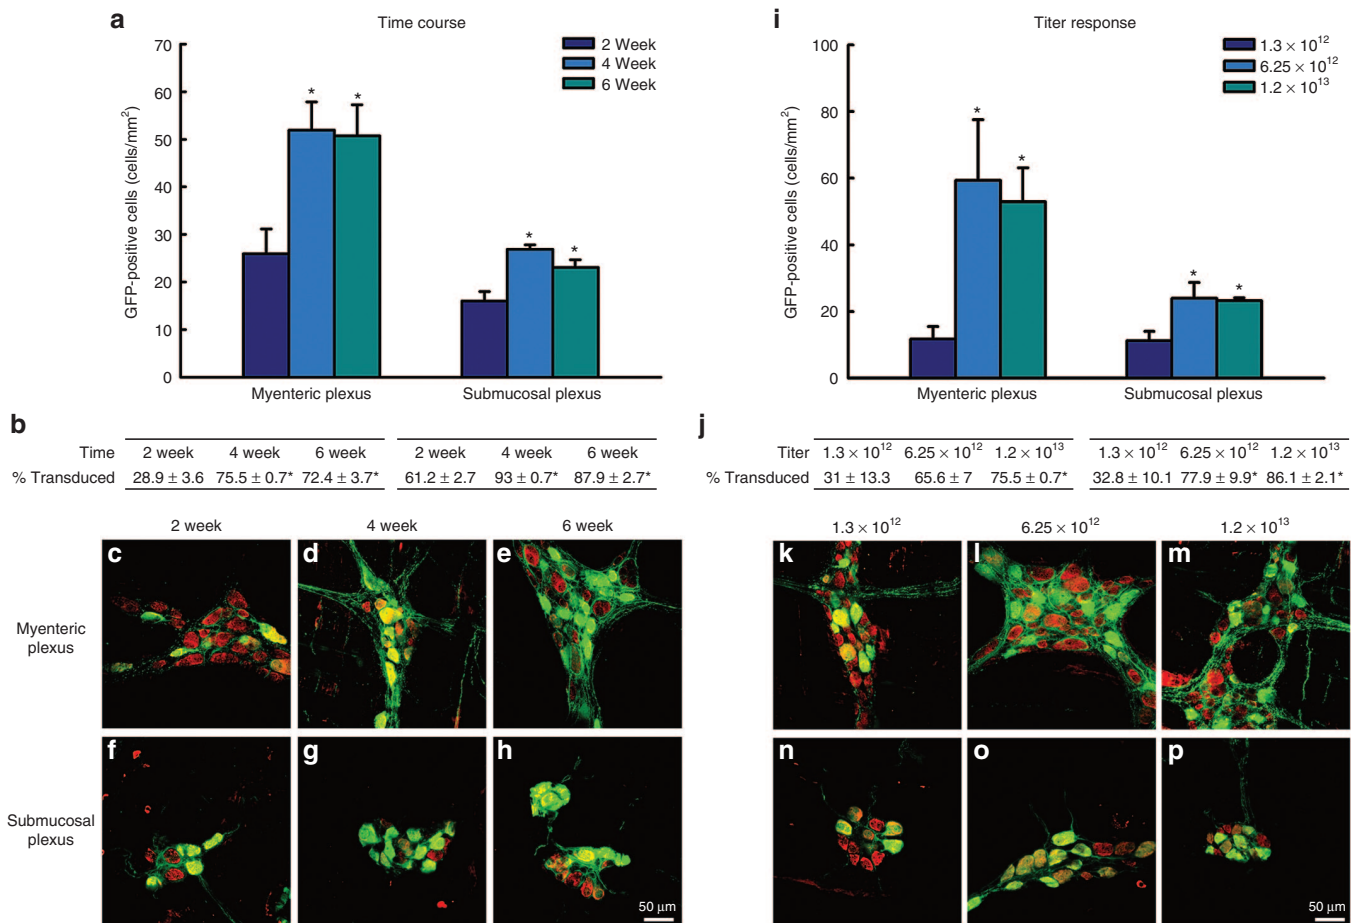 a
Time course
70
60
50
40
30
20
10
0
GFP-positive cells (cells/mm²)
2 Week
4 Week
6 Week
*
*
*
*
Myenteric plexus
Submucosal plexus
i
Titer response
100
80
60
40
20
0
GFP-positive cells (cells/mm²)
1.3 × 10¹²
6.25 × 10¹²
1.2 × 10¹³
*
*
*
*
Myenteric plexus
Submucosal plexus
b
Time 2 week 4 week 6 week 2 week 4 week 6 week
% Transduced 28.9 ± 3.6 75.5 ± 0.7* 72.4 ± 3.7* 61.2 ± 2.7 93 ± 0.7* 87.9 ± 2.7*
2 week 4 week 6 week
Myenteric
plexus
c d e
Submucosal
plexus
f g h
50 µm
j
Titer 1.3 × 10¹² 6.25 × 10¹² 1.2 × 10¹³ 1.3 × 10¹² 6.25 × 10¹² 1.2 × 10¹³
% Transduced 31 ± 13.3 65.6 ± 7 75.5 ± 0.7* 32.8 ± 10.1 77.9 ± 9.9* 86.1 ± 2.1*
1.3 × 10¹² 6.25 × 10¹² 1.2 × 10¹³
k l m
n o p
50 µm